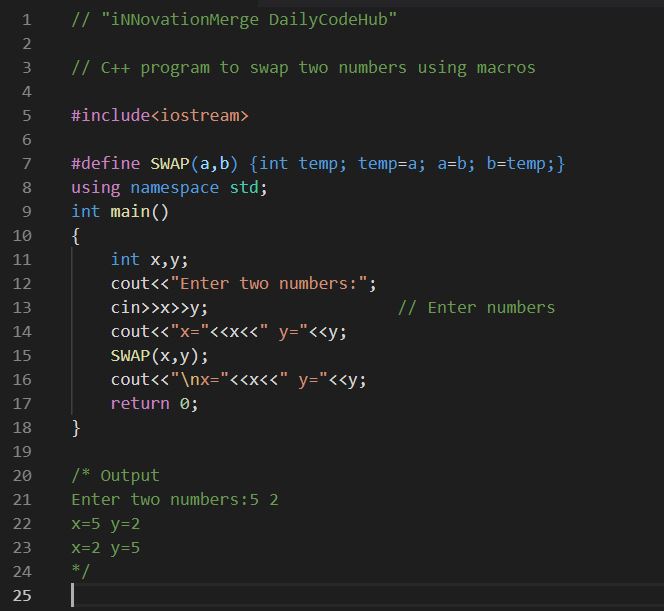 1 // "iNNovationMerge DailyCodeHub"
2
3 // C++ program to swap two numbers using macros
4
5 #include<iostream>
6
7 #define SWAP(a,b) {int temp; temp=a; a=b; b=temp;}
8 using namespace std;
9 int main()
10 {
11     int x,y;
12     cout<<"Enter two numbers:";
13     cin>>x>>y;                   // Enter numbers
14     cout<<"x="<<x<<" y="<<y;
15     SWAP(x,y);
16     cout<<"\nx="<<x<<" y="<<y;
17     return 0;
18 }
19
20 /* Output
21 Enter two numbers:5 2
22 x=5 y=2
23 x=2 y=5
24 */
25